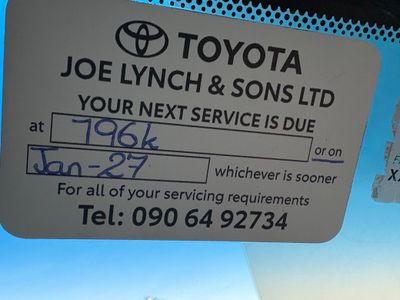 TOYOTA
JOE LYNCH & SONS LTD
YOUR NEXT SERVICE IS DUE
at 796k or on
Jan-27 whichever is sooner
For all of your servicing requirements
Tel: 090 64 92734